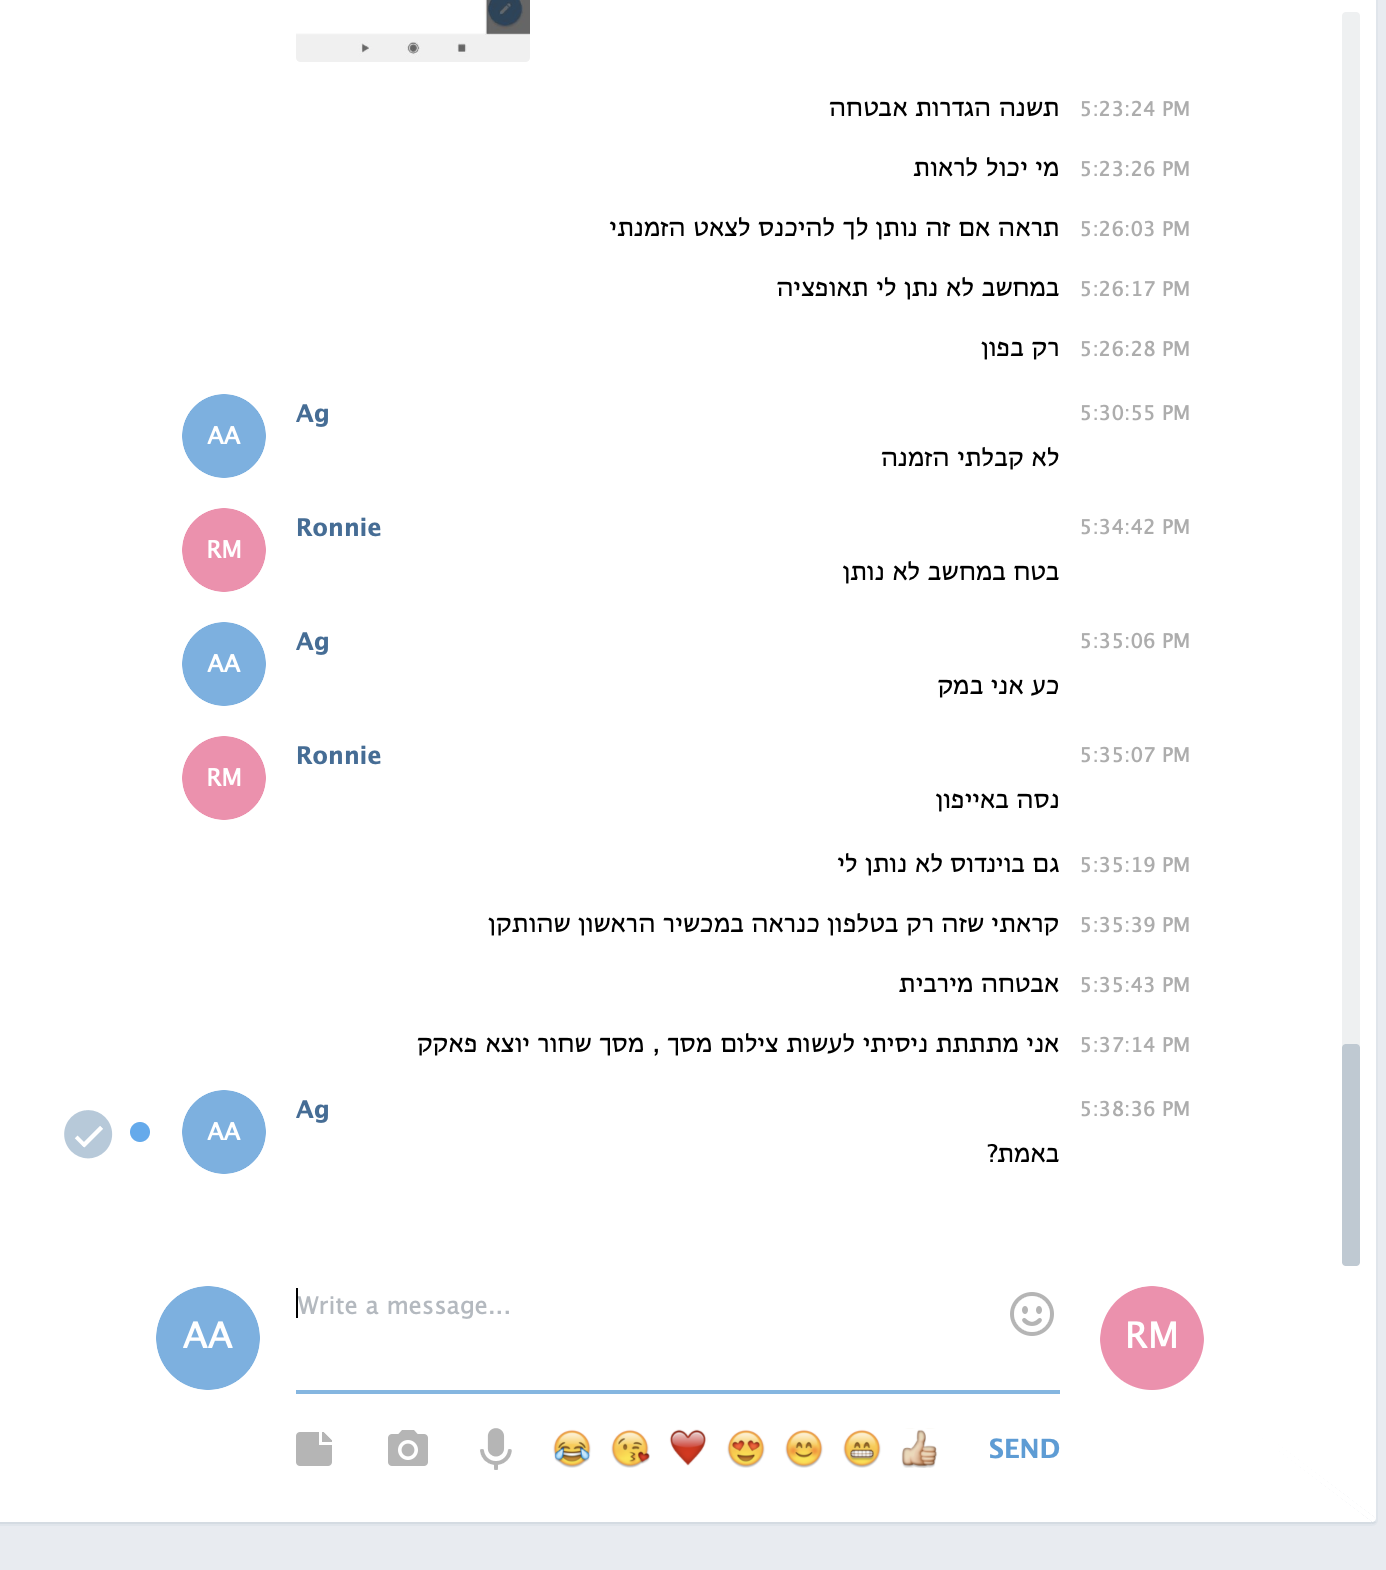 תשנה הגדרות אבטחה 5:23:24 PM
מי יכול לראות 5:23:26 PM
תראה אם זה נותן לך להיכנס לצאט הזמנתי 5:26:03 PM
במחשב לא נתן לי תאופציה 5:26:17 PM
רק בפון 5:26:28 PM
AA Ag 5:30:55 PM
לא קבלתי הזמנה
RM Ronnie 5:34:42 PM
בטח במחשב לא נותן
AA Ag 5:35:06 PM
כע אני במק
RM Ronnie 5:35:07 PM
נסה באייפון
גם בוינדוס לא נותן לי 5:35:19 PM
קראתי שזה רק בטלפון כנראה במכשיר הראשון שהותקן 5:35:39 PM
אבטחה מירבית 5:35:43 PM
אני מתתתת ניסיתי לעשות צילום מסך , מסך שחור יוצא פאקק 5:37:14 PM
AA Ag 5:38:36 PM
באמת?
AA Write a message... RM
SEND